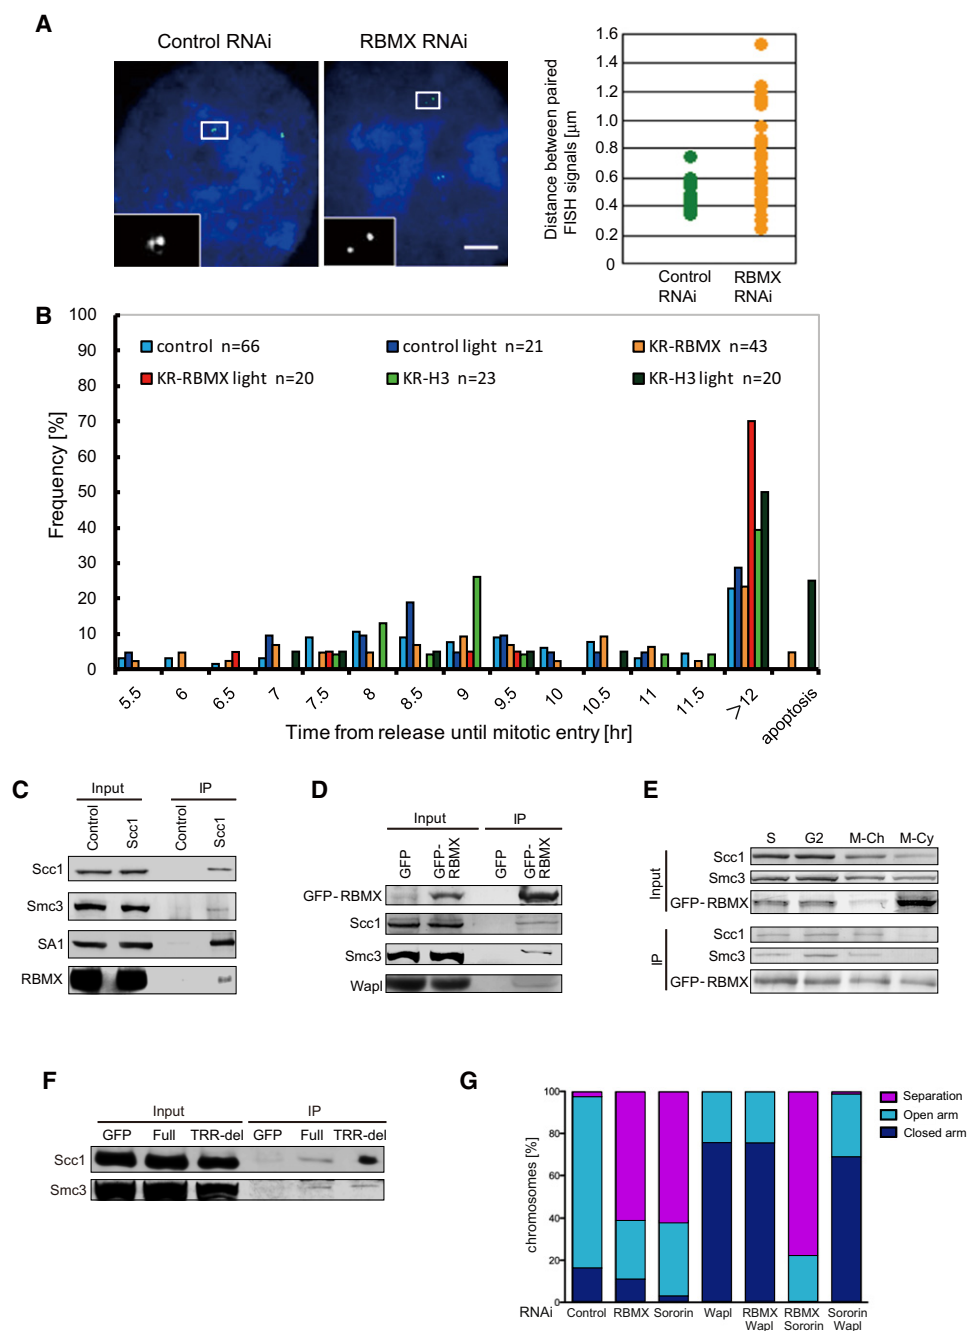 A
Control RNAi
RBMX RNAi
Distance between paired
FISH signals [µm
1.6
1.4
1.2
1
0.8
0.6
0.4
0.2
0
Control
RNAi
RBMX
RNAi
B
Frequency [%]
100
90
80
70
60
50
40
30
20
10
0
control n=66
control light n=21
KR-RBMX n=43
KR-RBMX light n=20
KR-H3 n=23
KR-H3 light n=20
5.5
6
6.5
7
7.5
8
8.5
9
9.5
10
10.5
11
11.5
>12
apoptosis
Time from release until mitotic entry [hr]
C
Input
IP
Control
Scc1
Control
Scc1
Scc1
Smc3
SA1
RBMX
D
Input
IP
GFP
GFP-
RBMX
GFP
GFP-
RBMX
GFP-RBMX
Scc1
Smc3
Wapl
E
S
G2
M-Ch
M-Cy
Input
Scc1
Smc3
GFP-RBMX
IP
Scc1
Smc3
GFP-RBMX
F
Input
IP
GFP
Full
TRR-del
GFP
Full
TRR-del
Scc1
Smc3
G
chromosomes [%]
100
80
60
40
20
0
Separation
Open arm
Closed arm
RNAi
Control
RBMX
Sororin
Wapl
RBMX
Wapl
RBMX
Sororin
Sororin
Wapl